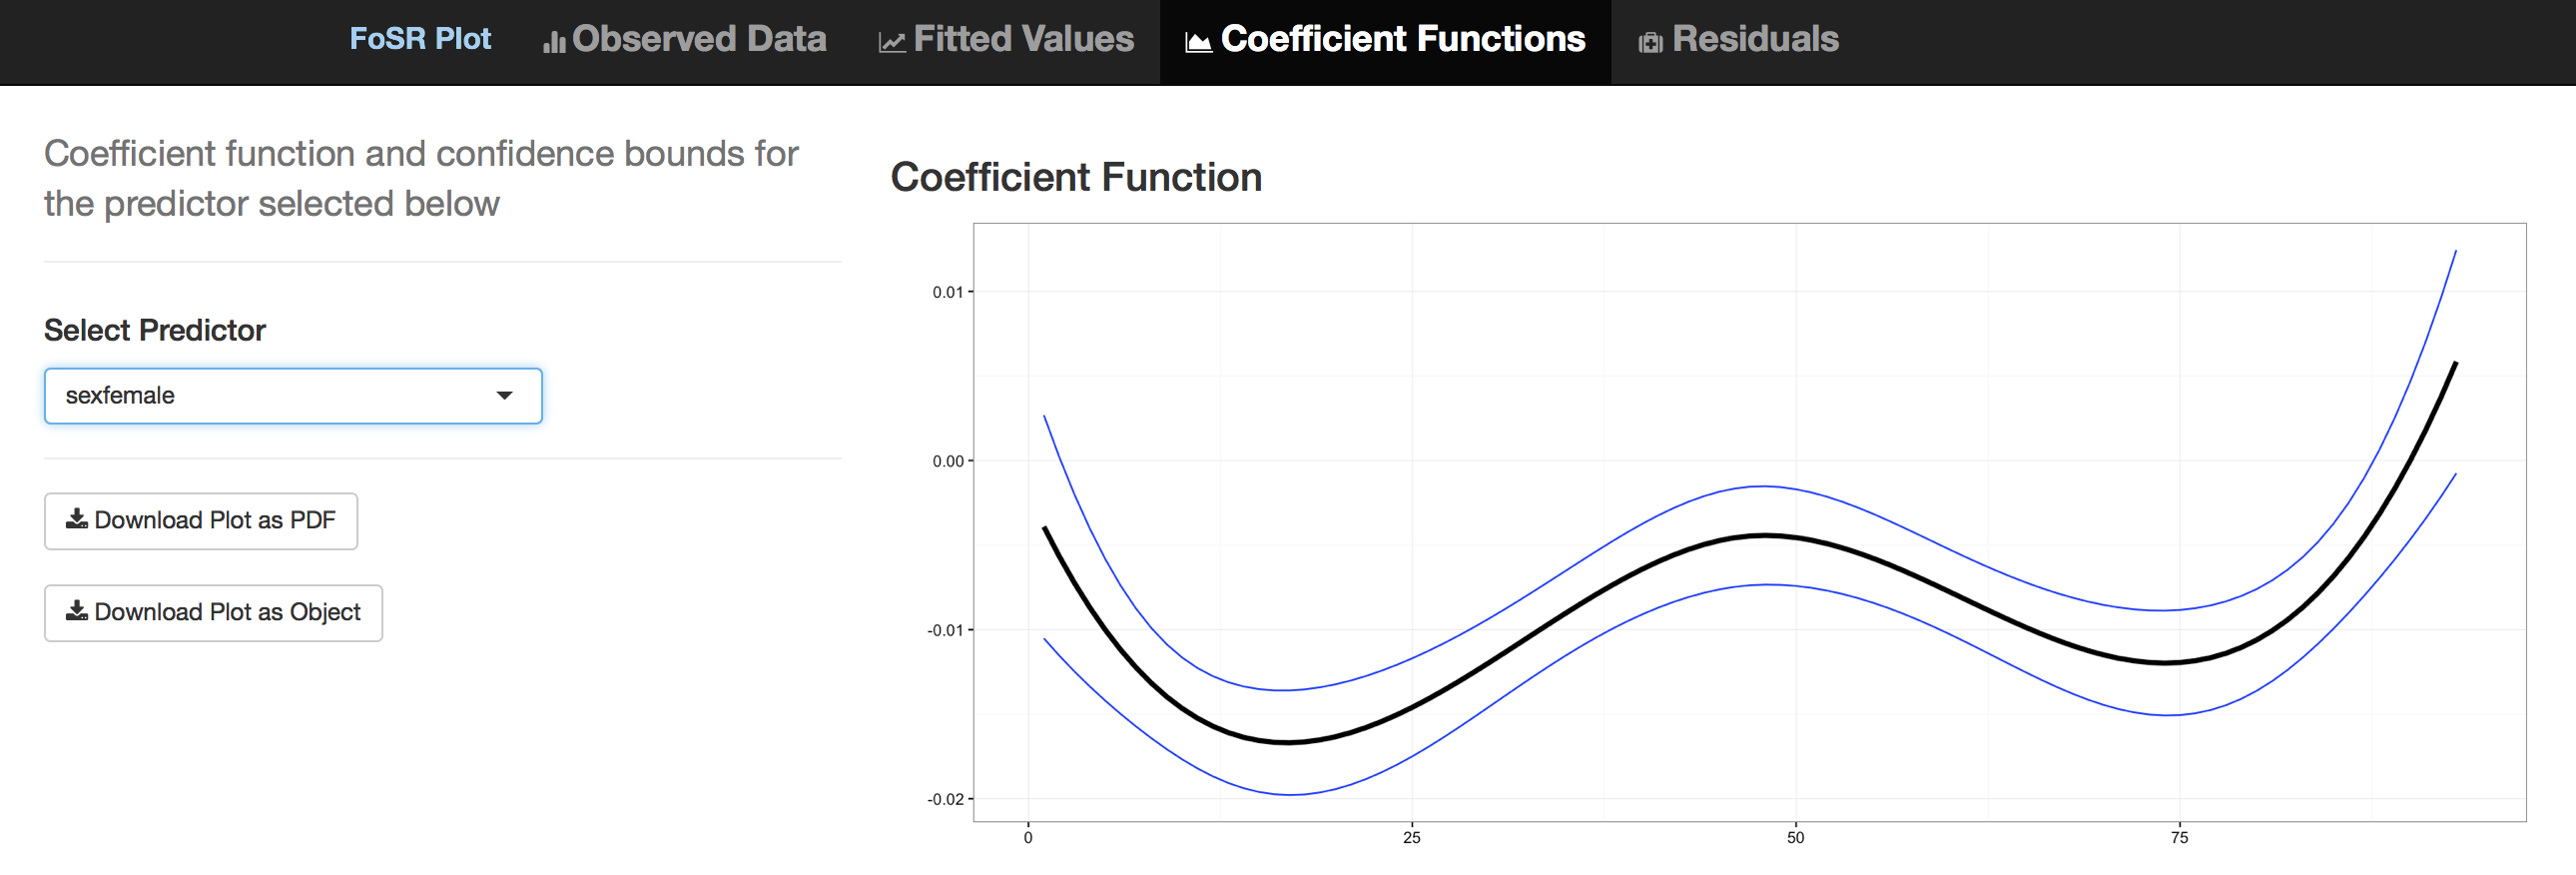 FoSR Plot Observed Data Fitted Values Coefficient Functions Residuals
Coefficient function and confidence bounds for
the predictor selected below
Select Predictor
sexfemale
Download Plot as PDF
Download Plot as Object
Coefficient Function
0.01
0.00
-0.01
-0.02
0 25 50 75